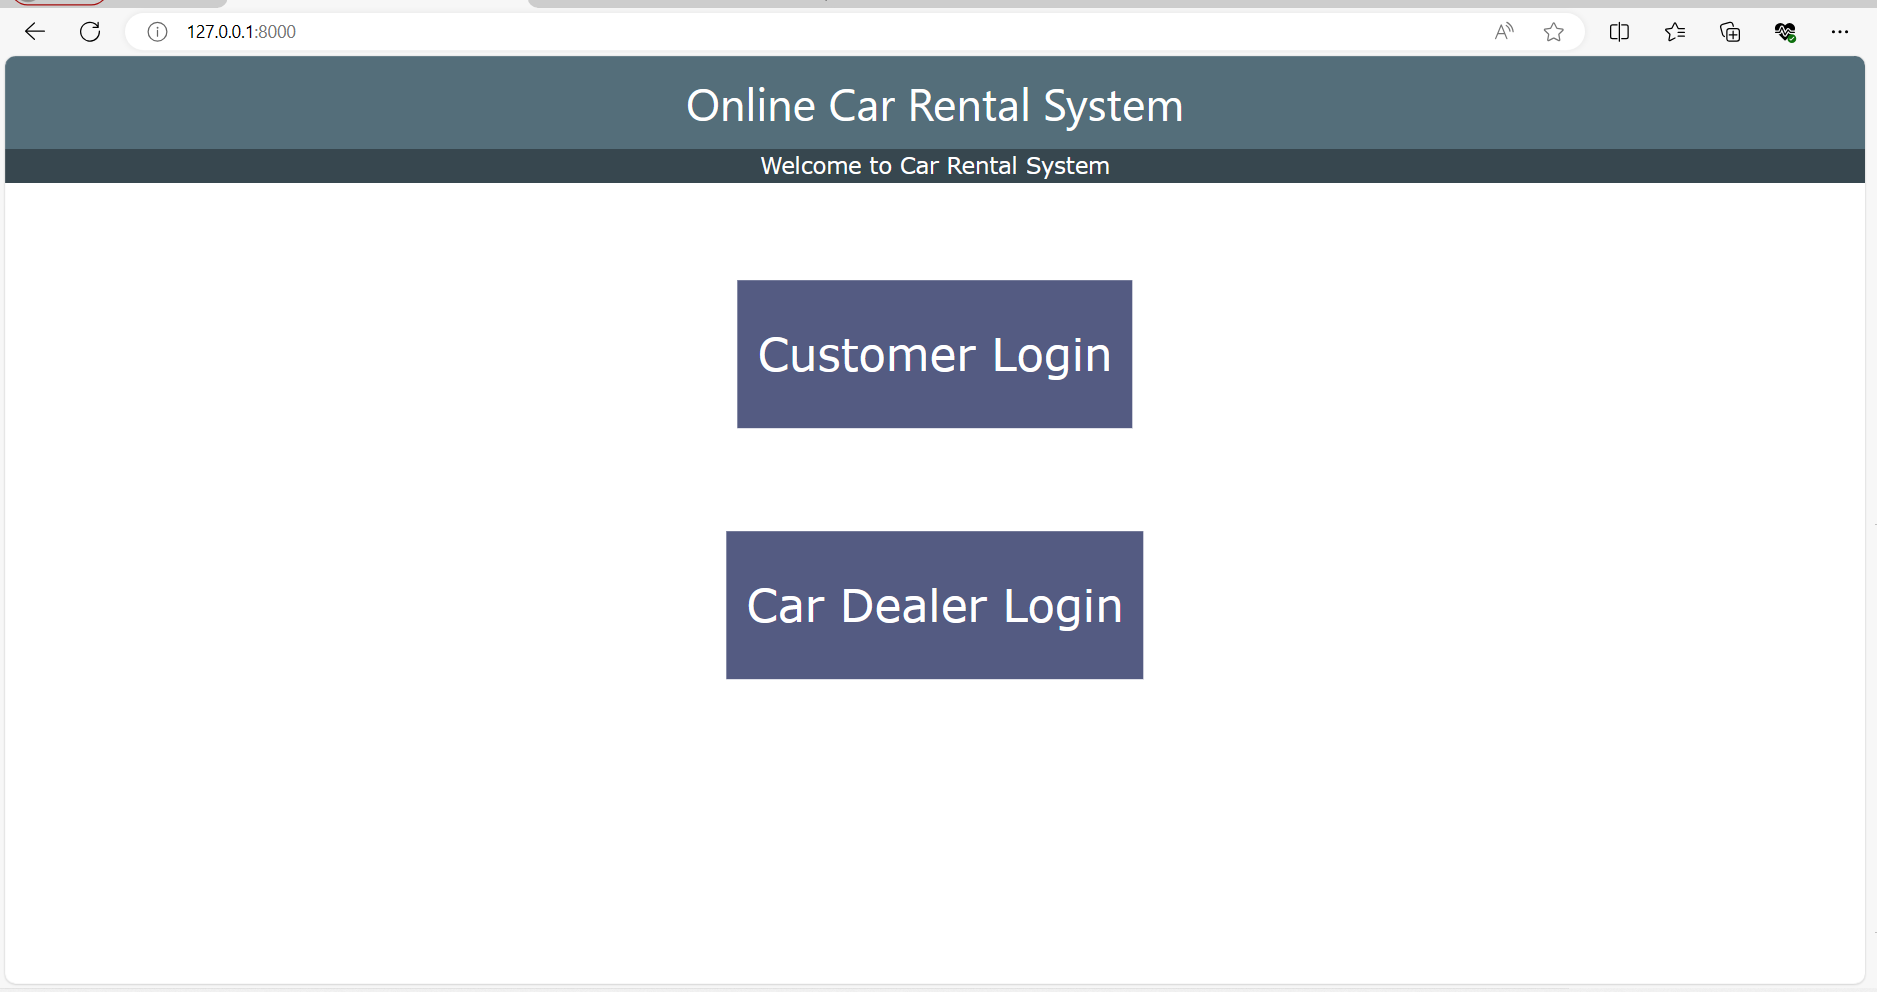 127.0.0.1:8000
Online Car Rental System
Welcome to Car Rental System
Customer Login
Car Dealer Login